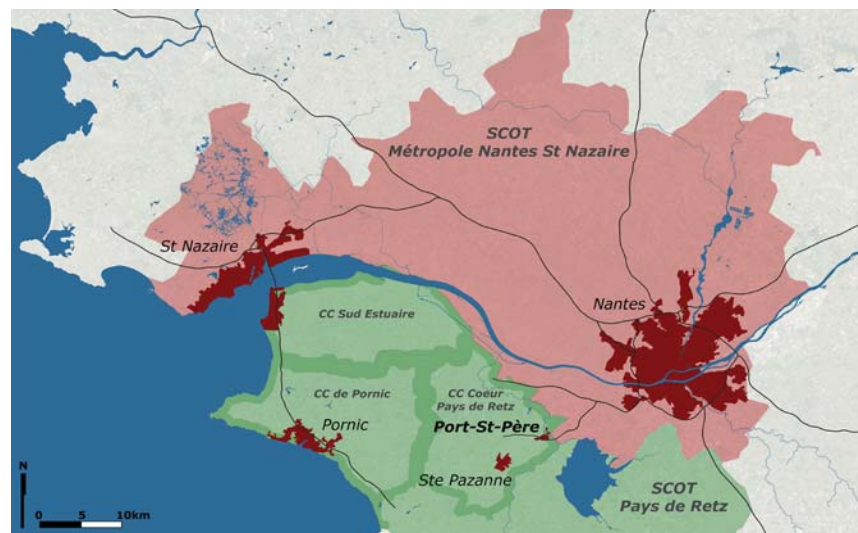 SCOT
Métropole Nantes St Nazaire
St Nazaire
Nantes
CC Sud Estuaire
CC de Pornic
CC Coeur
Pays de Retz
Pornic
Port-St-Père
Ste Pazanne
SCOT
Pays de Retz
N
0 5 10km